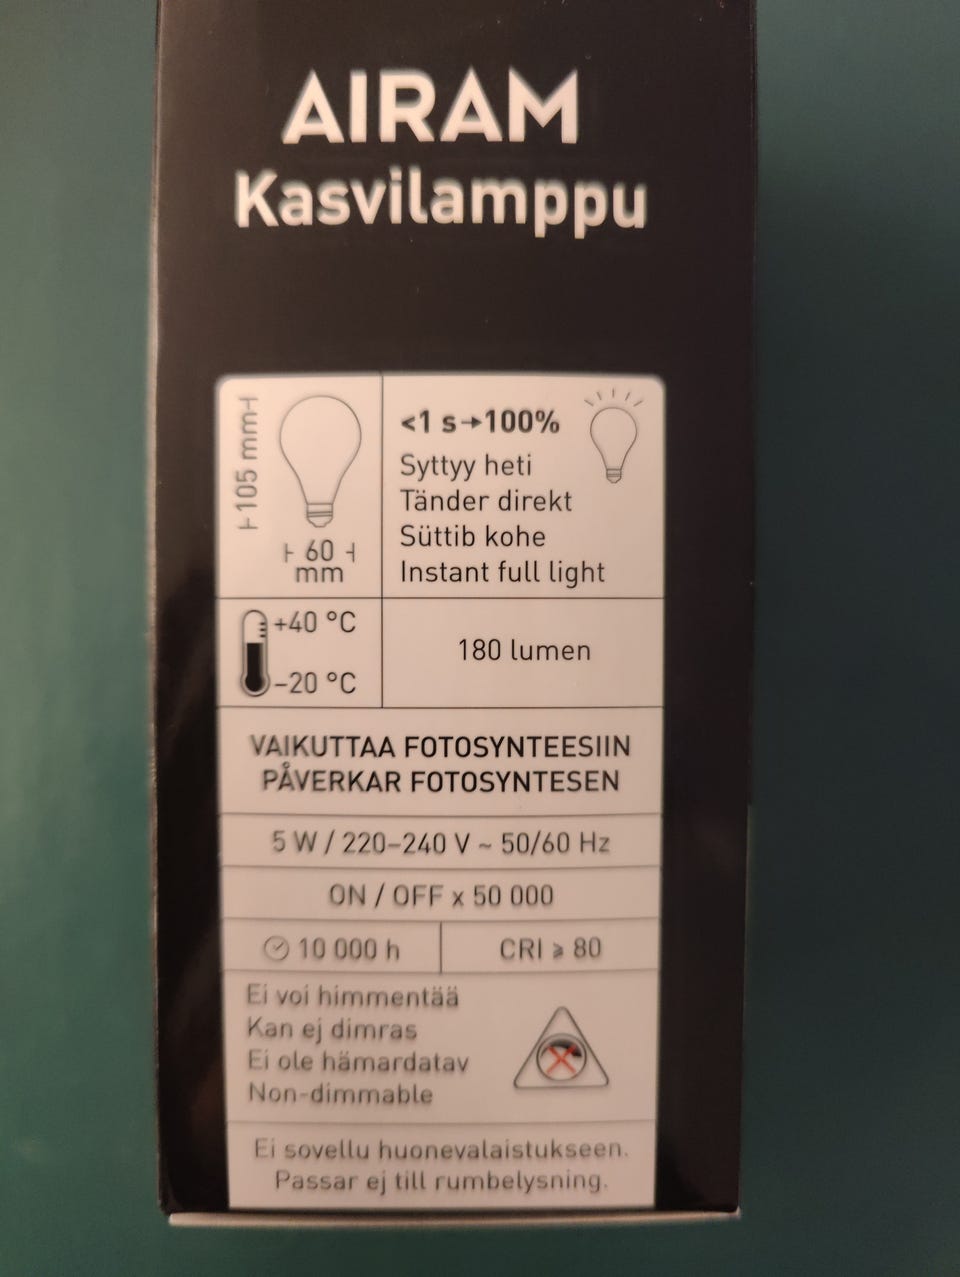 AIRAM
Kasvilamppu
105 mm
60
mm
<1 s→100%
Syttyy heti
Tänder direkt
Süttib kohe
Instant full light
+40 °C
-20 °C
180 lumen
VAIKUTTAA FOTOSYNTEESIIN
PÅVERKAR FOTOSYNTESEN
5 W / 220–240 V ~ 50/60 Hz
ON / OFF x 50 000
10 000 h
CRI ⩾ 80
Ei voi himmentää
Kan ej dimras
Ei ole hämardatav
Non-dimmable
Ei sovellu huonevalaistukseen.
Passar ej till rumbelysning.